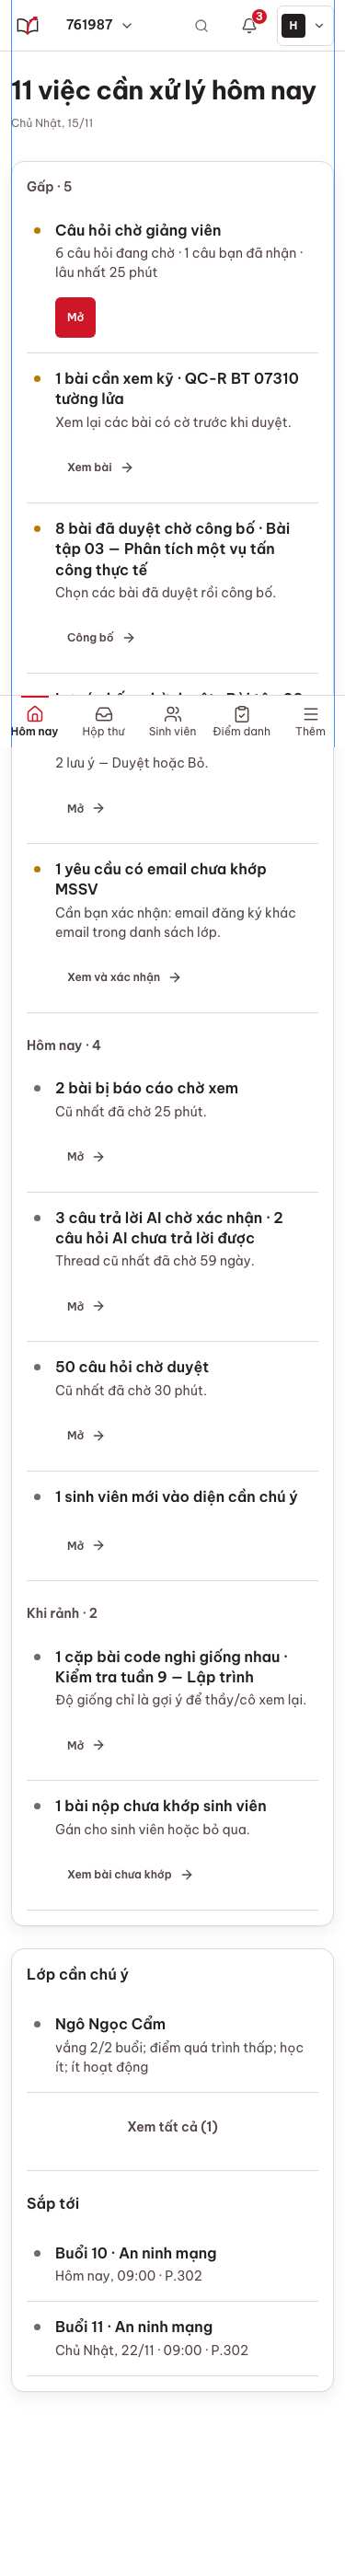 761987
3
H
11 việc cần xử lý hôm nay
Chủ Nhật, 15/11
Gấp · 5
Câu hỏi chờ giảng viên
6 câu hỏi đang chờ · 1 câu bạn đã nhận ·
lâu nhất 25 phút
Mở
1 bài cần xem kỹ · QC-R BT 07310
tường lửa
Xem lại các bài có cờ trước khi duyệt.
Xem bài
8 bài đã duyệt chờ công bố · Bài
tập 03 — Phân tích một vụ tấn
công thực tế
Chọn các bài đã duyệt rồi công bố.
Công bố
Hôm nay
Hộp thư
Sinh viên
Điểm danh
Thêm
2 lưu ý — Duyệt hoặc Bỏ.
Mở
1 yêu cầu có email chưa khớp
MSSV
Cần bạn xác nhận: email đăng ký khác
email trong danh sách lớp.
Xem và xác nhận
Hôm nay · 4
2 bài bị báo cáo chờ xem
Cũ nhất đã chờ 25 phút.
Mở
3 câu trả lời AI chờ xác nhận · 2
câu hỏi AI chưa trả lời được
Thread cũ nhất đã chờ 59 ngày.
Mở
50 câu hỏi chờ duyệt
Cũ nhất đã chờ 30 phút.
Mở
1 sinh viên mới vào diện cần chú ý
Mở
Khi rảnh · 2
1 cặp bài code nghi giống nhau ·
Kiểm tra tuần 9 — Lập trình
Độ giống chỉ là gợi ý để thầy/cô xem lại.
Mở
1 bài nộp chưa khớp sinh viên
Gán cho sinh viên hoặc bỏ qua.
Xem bài chưa khớp
Lớp cần chú ý
Ngô Ngọc Cẩm
vắng 2/2 buổi; điểm quá trình thấp; học
ít; ít hoạt động
Xem tất cả (1)
Sắp tới
Buổi 10 · An ninh mạng
Hôm nay, 09:00 · P.302
Buổi 11 · An ninh mạng
Chủ Nhật, 22/11 · 09:00 · P.302